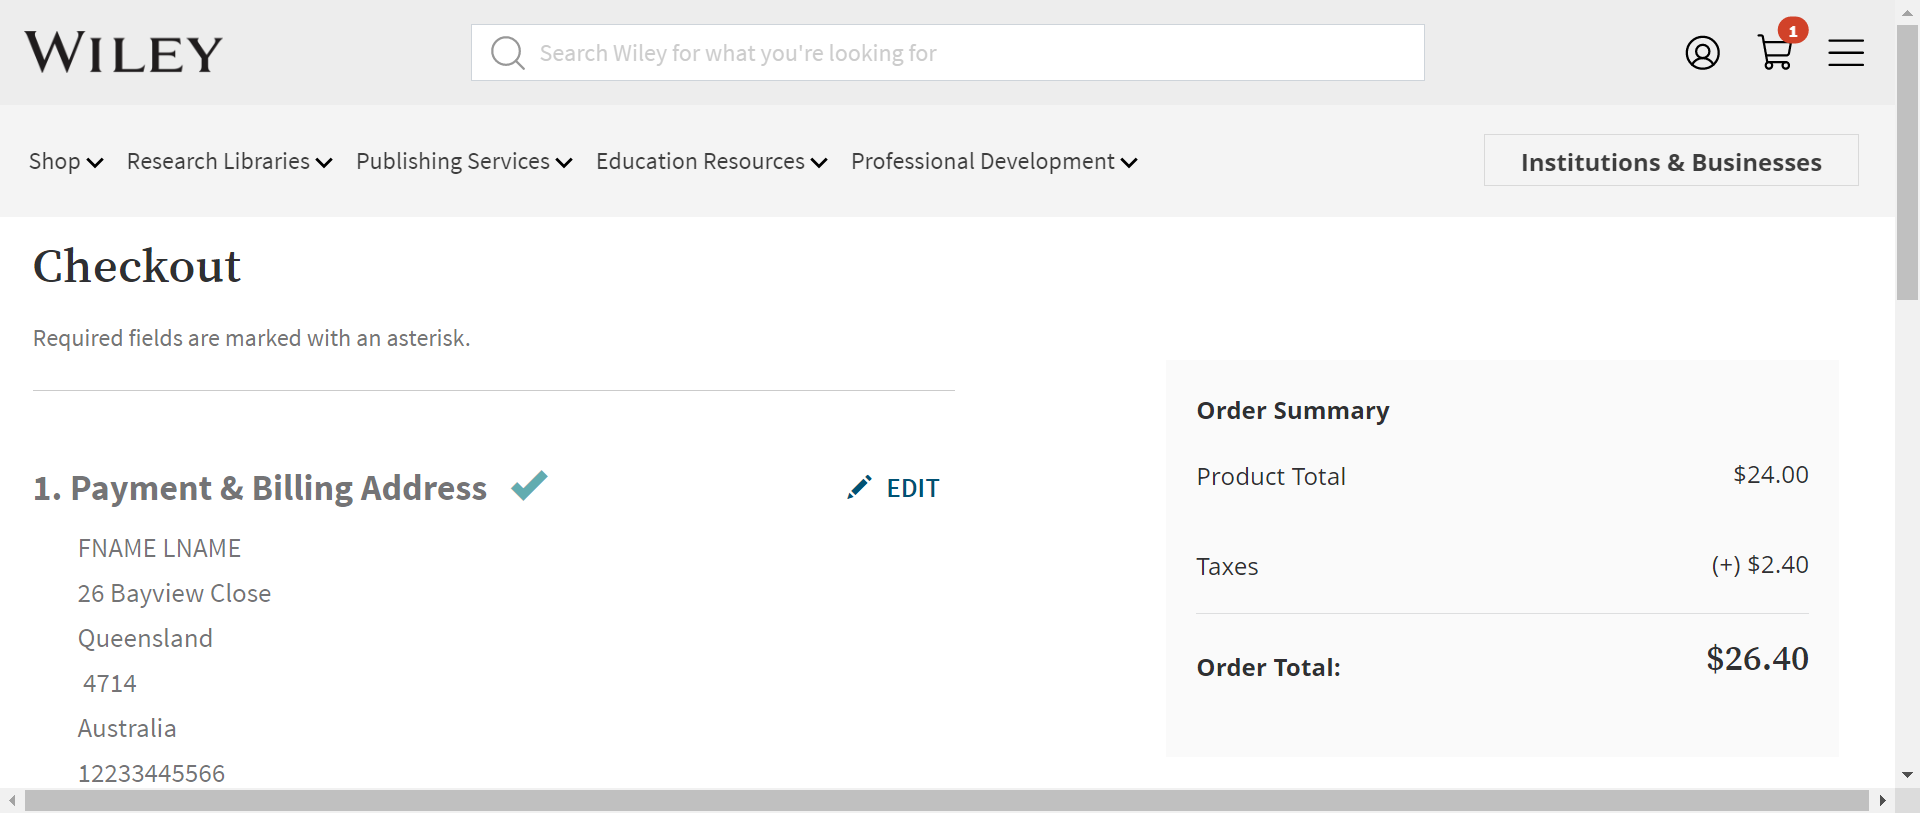 WILEY
Search Wiley for what you're looking for
1
Shop Research Libraries Publishing Services Education Resources Professional Development Institutions & Businesses
Checkout
Required fields are marked with an asterisk.
1. Payment & Billing Address EDIT
FNAME LNAME
26 Bayview Close
Queensland
4714
Australia
12233445566
Order Summary
Product Total $24.00
Taxes (+) $2.40
Order Total: $26.40